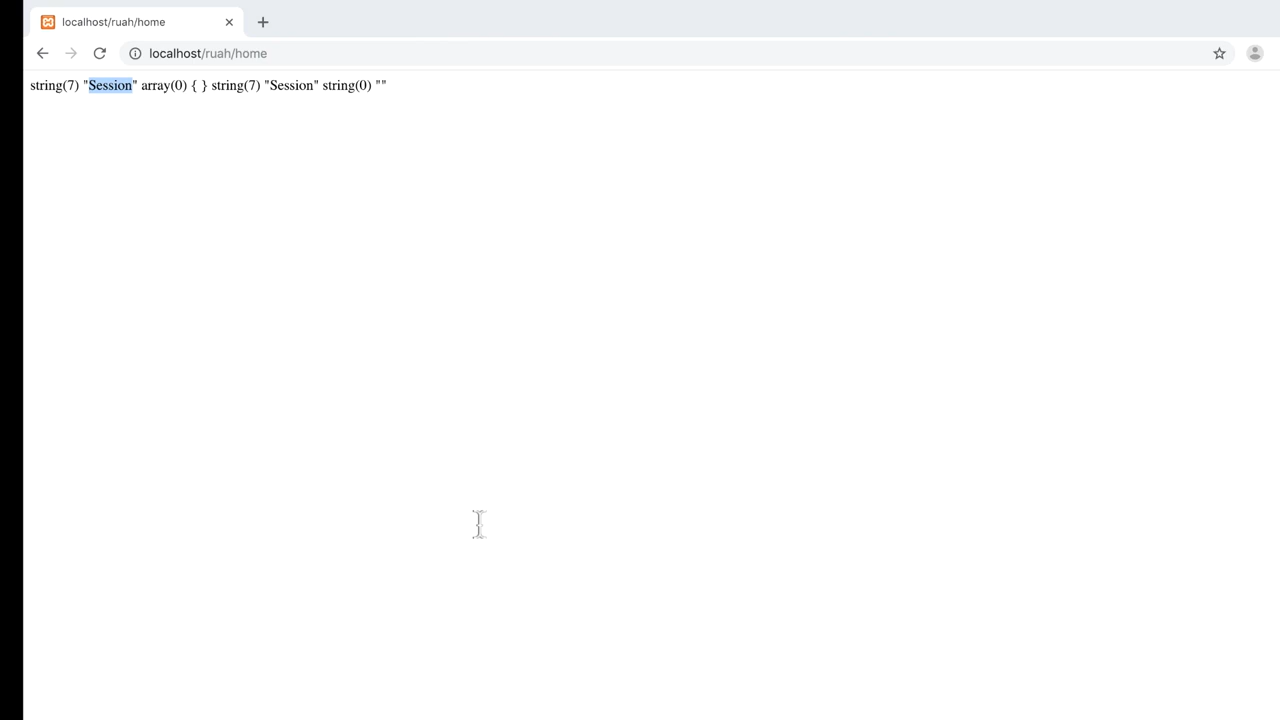 localhost/ruah/home
localhost/ruah/home
string(7) "Session" array(0) { } string(7) "Session" string(0) ""